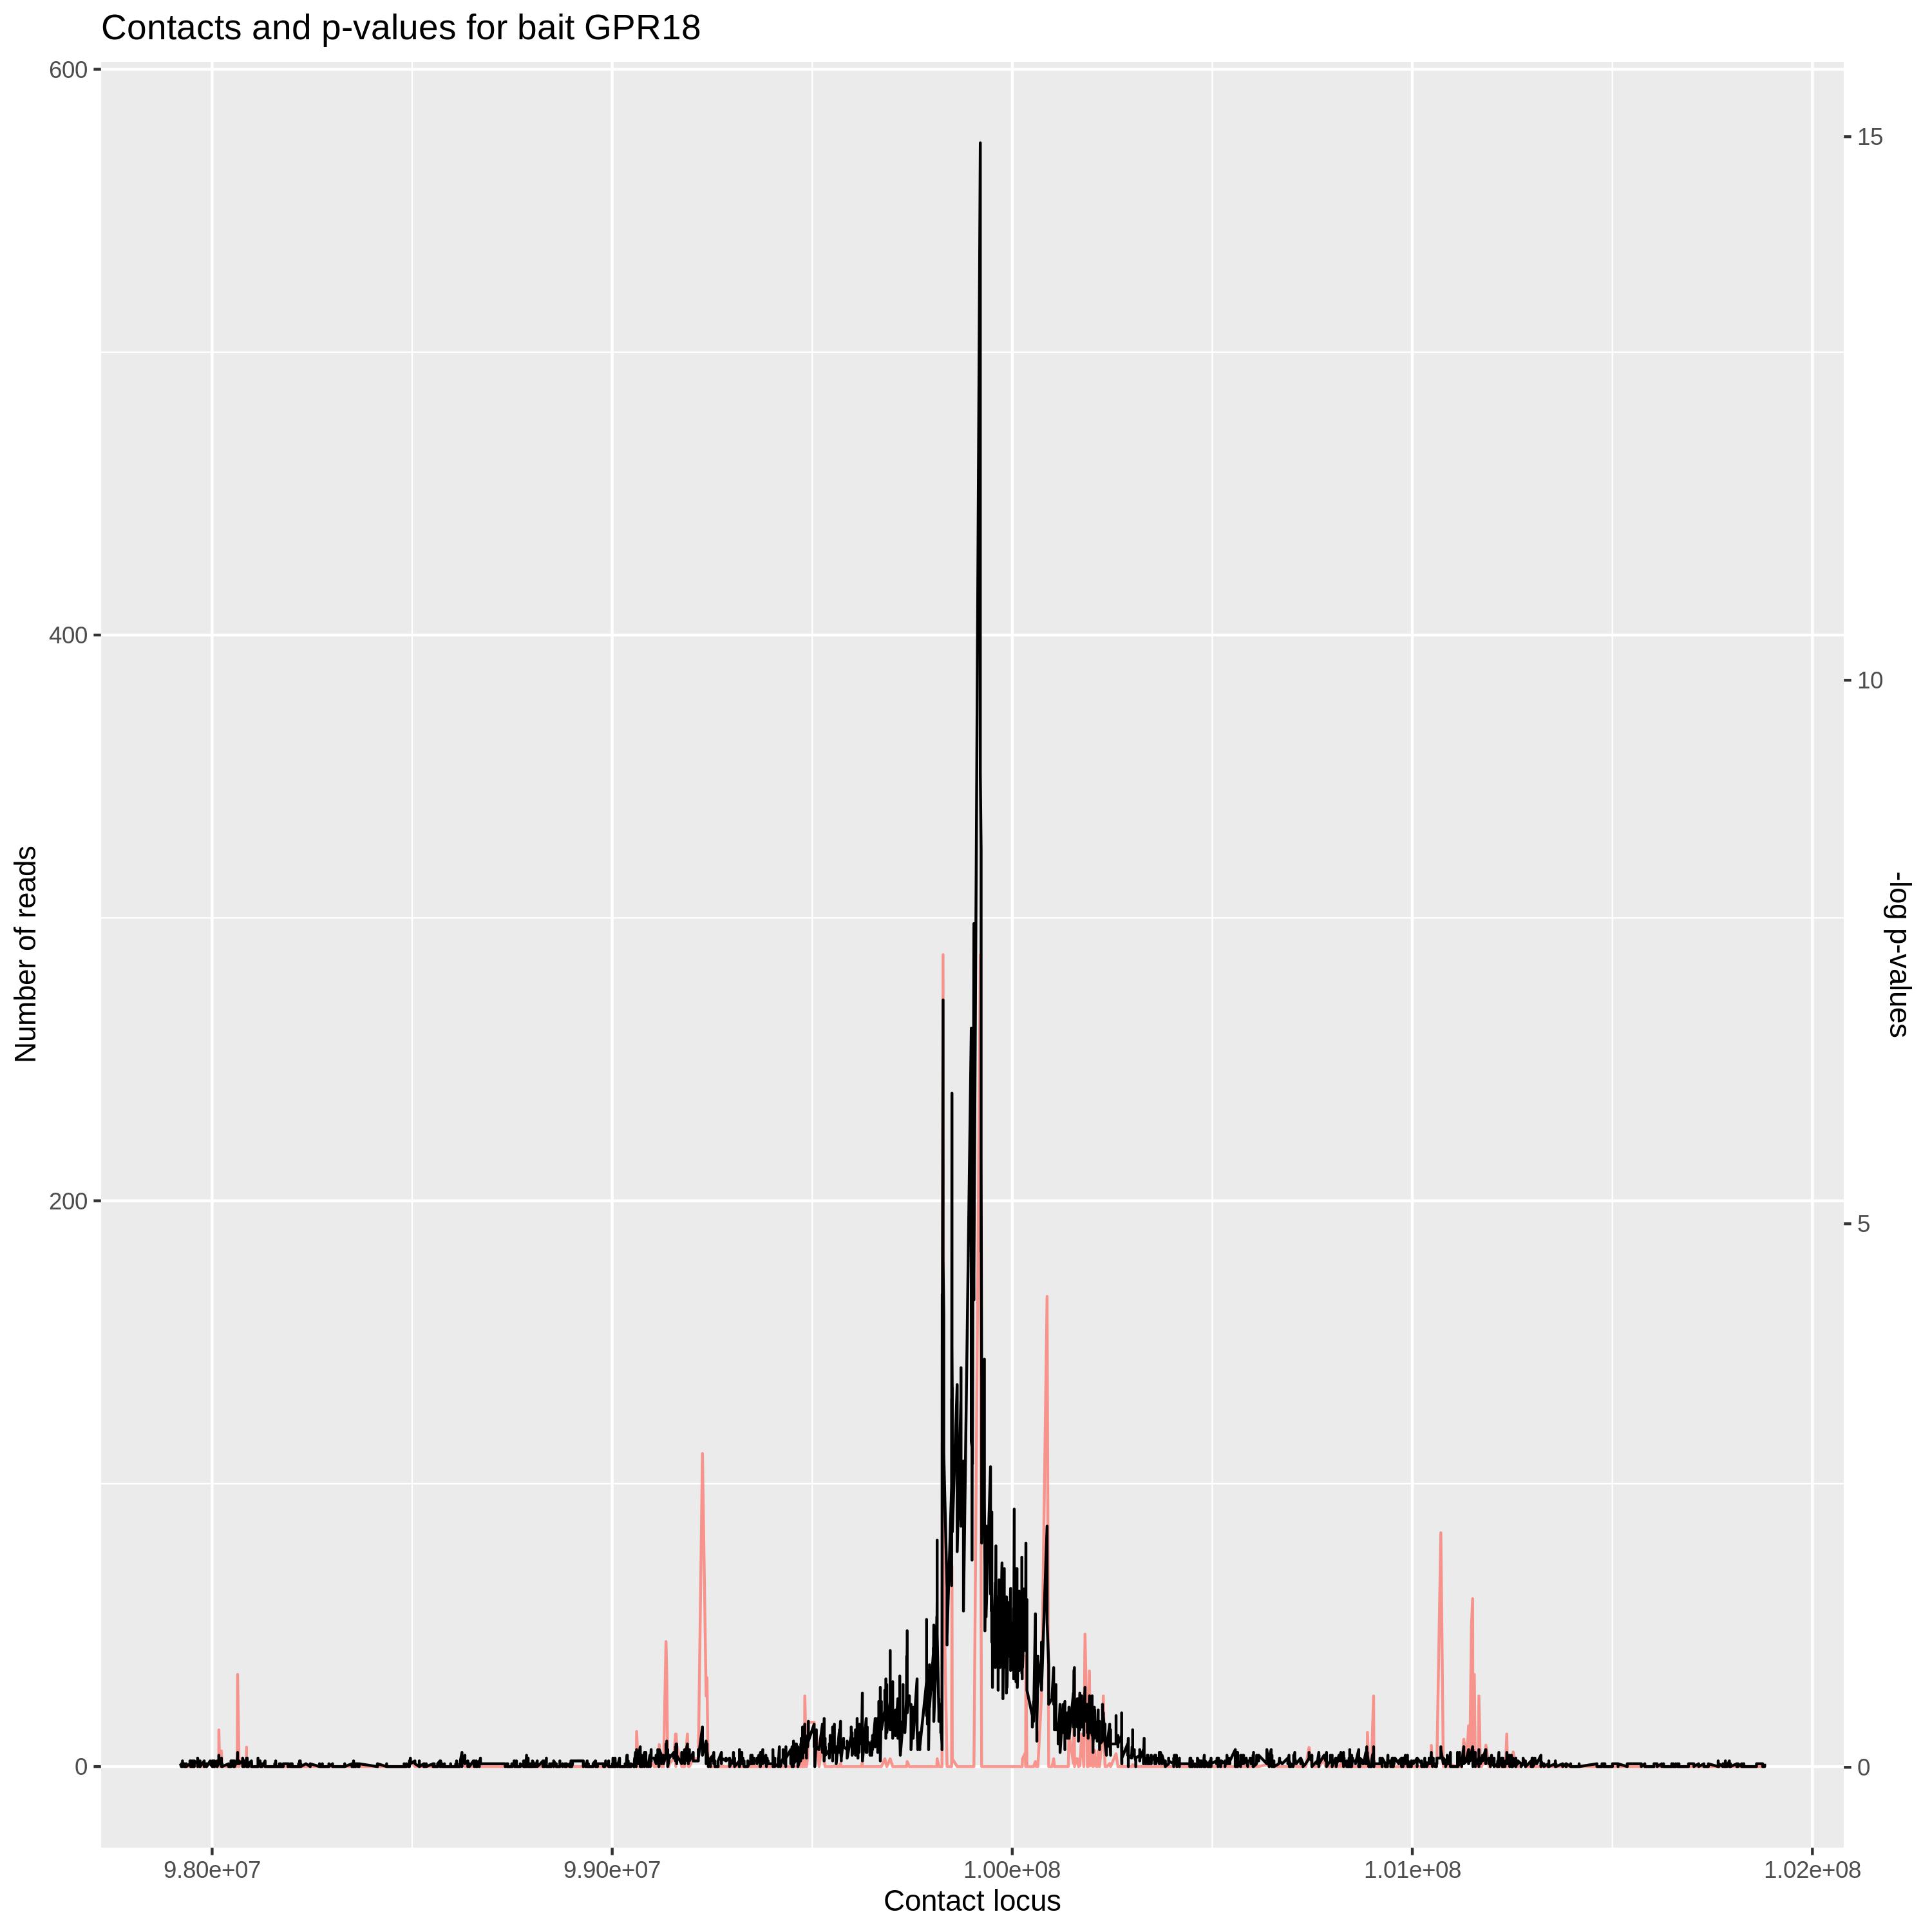 Contacts and p-values for bait GPR18
600
400
200
0
Number of reads
15
10
5
0
-log p-values
9.80e+07
9.90e+07
1.00e+08
1.01e+08
1.02e+08
Contact locus